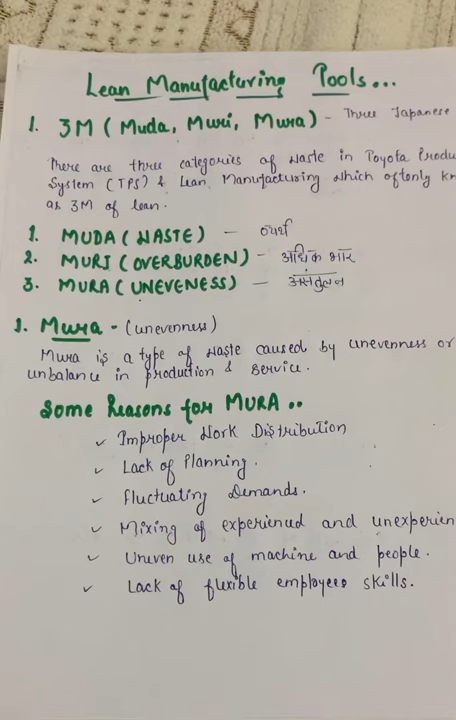 Lean Manufacturing Tools...
1. 3M (Muda, Muri, Mura) - Three Japanese
There are three categories of waste in Toyota Produ
System (TPS) & Lean Manufacturing which oftenly kn
as 3M of lean.
1. MUDA (WASTE) - व्यर्थ
2. MURI (OVERBURDEN) - अधिक भार
3. MURA (UNEVENESS) - असंतुलन
1. Mura - (unevenness)
Mura is a type of waste caused by unevenness or
unbalance in production & service.
Some Reasons for MURA..
✓ Improper Work Distribution
✓ Lack of Planning.
✓ Fluctuating Demands.
✓ Mixing of experienced and unexperien
✓ Uneven use of machine and people.
✓ Lack of flexible employees skills.